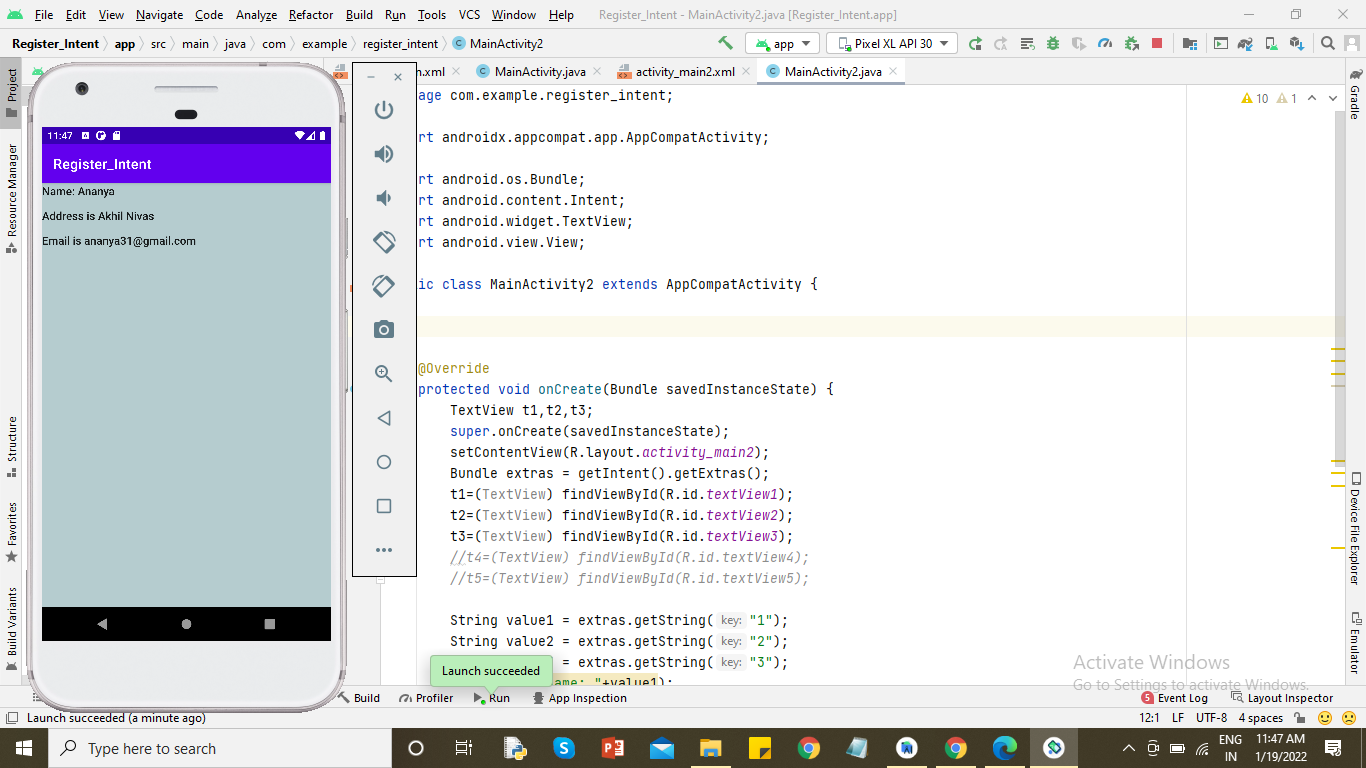 File Edit View Navigate Code Analyze Refactor Build Run Tools VCS Window Help Register_Intent - MainActivity2.java [Register_Intent.app]
Register_Intent app src main java com example register_intent MainActivity2 app Pixel XL API 30
n.xml MainActivity.java activity_main2.xml MainActivity2.java
Project
Resource Manager
Structure
Favorites
Build Variants
11:47
Register_Intent
Name: Ananya
Address is Akhil Nivas
Email is ananya31@gmail.com
age com.example.register_intent;
10 1
rt androidx.appcompat.app.AppCompatActivity;
rt android.os.Bundle;
rt android.content.Intent;
rt android.widget.TextView;
rt android.view.View;
ic class MainActivity2 extends AppCompatActivity {
@Override
protected void onCreate(Bundle savedInstanceState) {
TextView t1,t2,t3;
super.onCreate(savedInstanceState);
setContentView(R.layout.activity_main2);
Bundle extras = getIntent().getExtras();
t1=(TextView) findViewById(R.id.textView1);
t2=(TextView) findViewById(R.id.textView2);
t3=(TextView) findViewById(R.id.textView3);
//t4=(TextView) findViewById(R.id.textView4);
//t5=(TextView) findViewById(R.id.textView5);
String value1 = extras.getString( key: "1");
String value2 = extras.getString( key: "2");
= extras.getString( key: "3");
ame: "+value1);
Launch succeeded
Gradle
Device File Explorer
Emulator
Activate Windows
Go to Settings to activate Windows.
Build Profiler Run App Inspection Event Log Layout Inspector
Launch succeeded (a minute ago) 12:1 LF UTF-8 4 spaces
Type here to search
ENG
IN
11:47 AM
1/19/2022